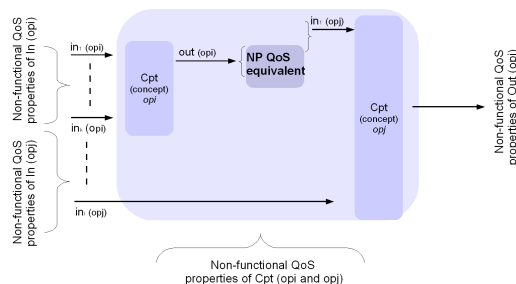 Non-functional QoS
properties of In (opi)
in₁ (opi)
out (opi)
in₁ (opj)
NP QoS
equivalent
Cpt
(concept)
opi
Cpt
(concept)
opj
Non-functional QoS
properties of Out (opj)
inₖ (opi)
Non-functional QoS
properties of In (opj)
inₗ (opj)
Non-functional QoS
properties of Cpt (opi and opj)